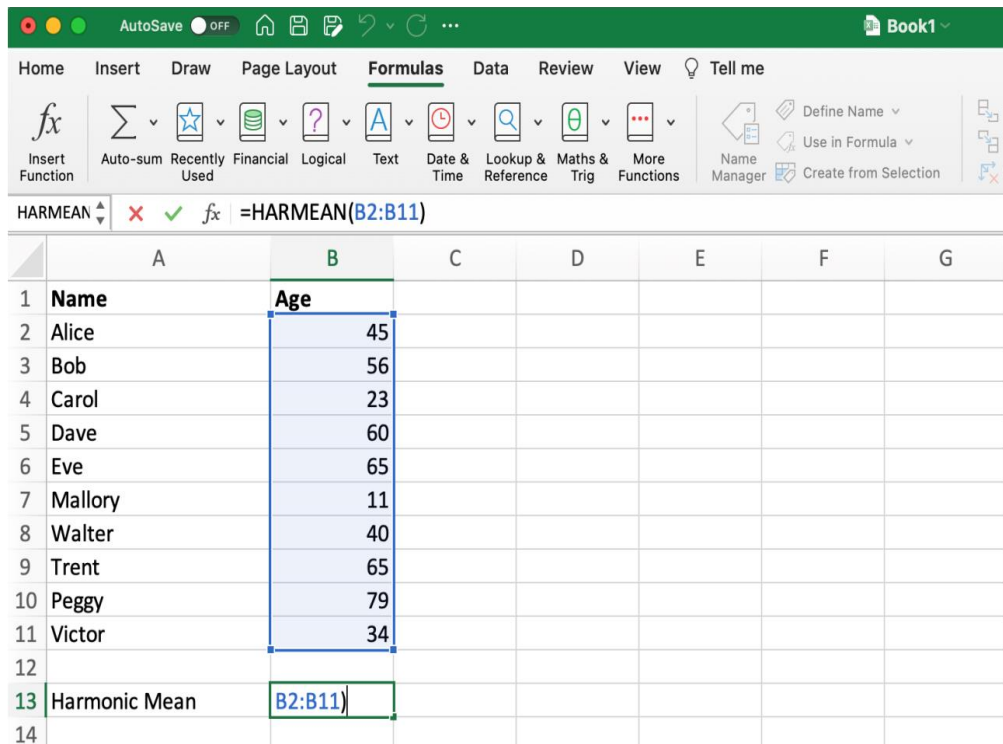 AutoSave OFF Book1
Home Insert Draw Page Layout Formulas Data Review View Tell me
fx Σ ? A θ
Insert Function Auto-sum Recently Used Financial Logical Text Date & Time Lookup & Reference Maths & Trig More Functions Name Manager
Define Name
Use in Formula
Create from Selection
HARMEAN fx =HARMEAN(B2:B11)
A B C D E F G
1 Name Age
2 Alice 45
3 Bob 56
4 Carol 23
5 Dave 60
6 Eve 65
7 Mallory 11
8 Walter 40
9 Trent 65
10 Peggy 79
11 Victor 34
12
13 Harmonic Mean B2:B11)
14